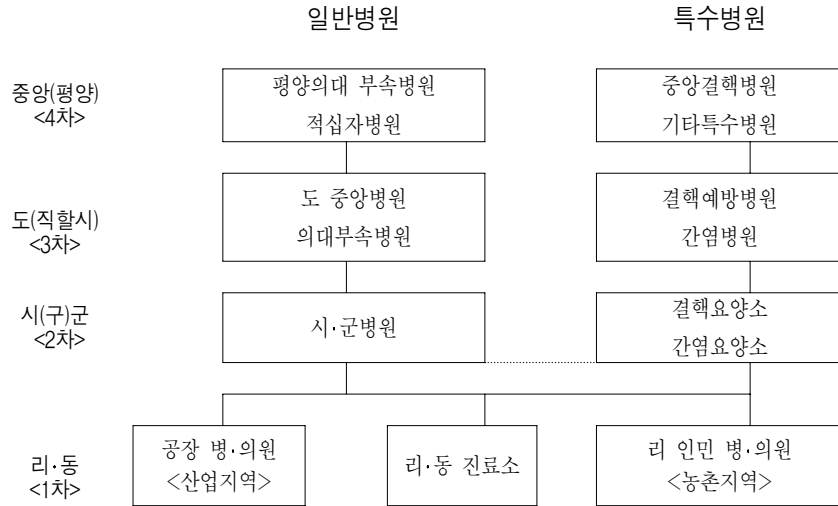 일반병원 특수병원
중앙(평양)
<4차>
평양의대 부속병원
적십자병원
중앙결핵병원
기타특수병원
도(직할시)
<3차>
도 중앙병원
의대부속병원
결핵예방병원
간염병원
시(구)군
<2차>
시·군병원
결핵요양소
간염요양소
리·동
<1차>
공장 병·의원
<산업지역>
리·동 진료소
리 인민 병·의원
<농촌지역>